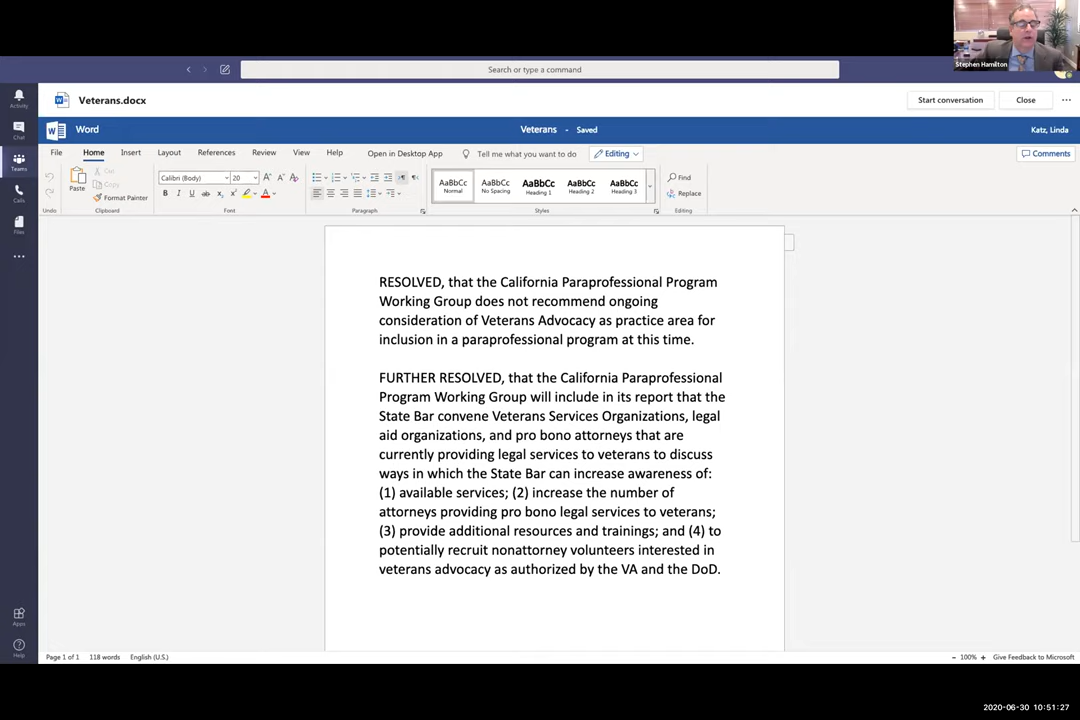 Stephen Hamilton
Search or type a command
Activity
Chat
Teams
Calls
Files
Apps
Help
Veterans.docx
Start conversation
Close
Word
Veterans - Saved
Katz, Linda
File Home Insert Layout References Review View Help Open in Desktop App Tell me what you want to do Editing Comments
Undo
Paste
Cut
Copy
Format Painter
Clipboard
Calibri (Body) 20
B I U ab x x A
Font
Paragraph
AaBbCc Normal
AaBbCc No Spacing
AaBbCc Heading 1
AaBbCc Heading 2
AaBbCc Heading 3
Styles
Find
Replace
Editing
RESOLVED, that the California Paraprofessional Program
Working Group does not recommend ongoing
consideration of Veterans Advocacy as practice area for
inclusion in a paraprofessional program at this time.
FURTHER RESOLVED, that the California Paraprofessional
Program Working Group will include in its report that the
State Bar convene Veterans Services Organizations, legal
aid organizations, and pro bono attorneys that are
currently providing legal services to veterans to discuss
ways in which the State Bar can increase awareness of:
(1) available services; (2) increase the number of
attorneys providing pro bono legal services to veterans;
(3) provide additional resources and trainings; and (4) to
potentially recruit nonattorney volunteers interested in
veterans advocacy as authorized by the VA and the DoD.
Page 1 of 1 118 words English (U.S.)
- 100% + Give Feedback to Microsoft
2020-06-30 10:51:27